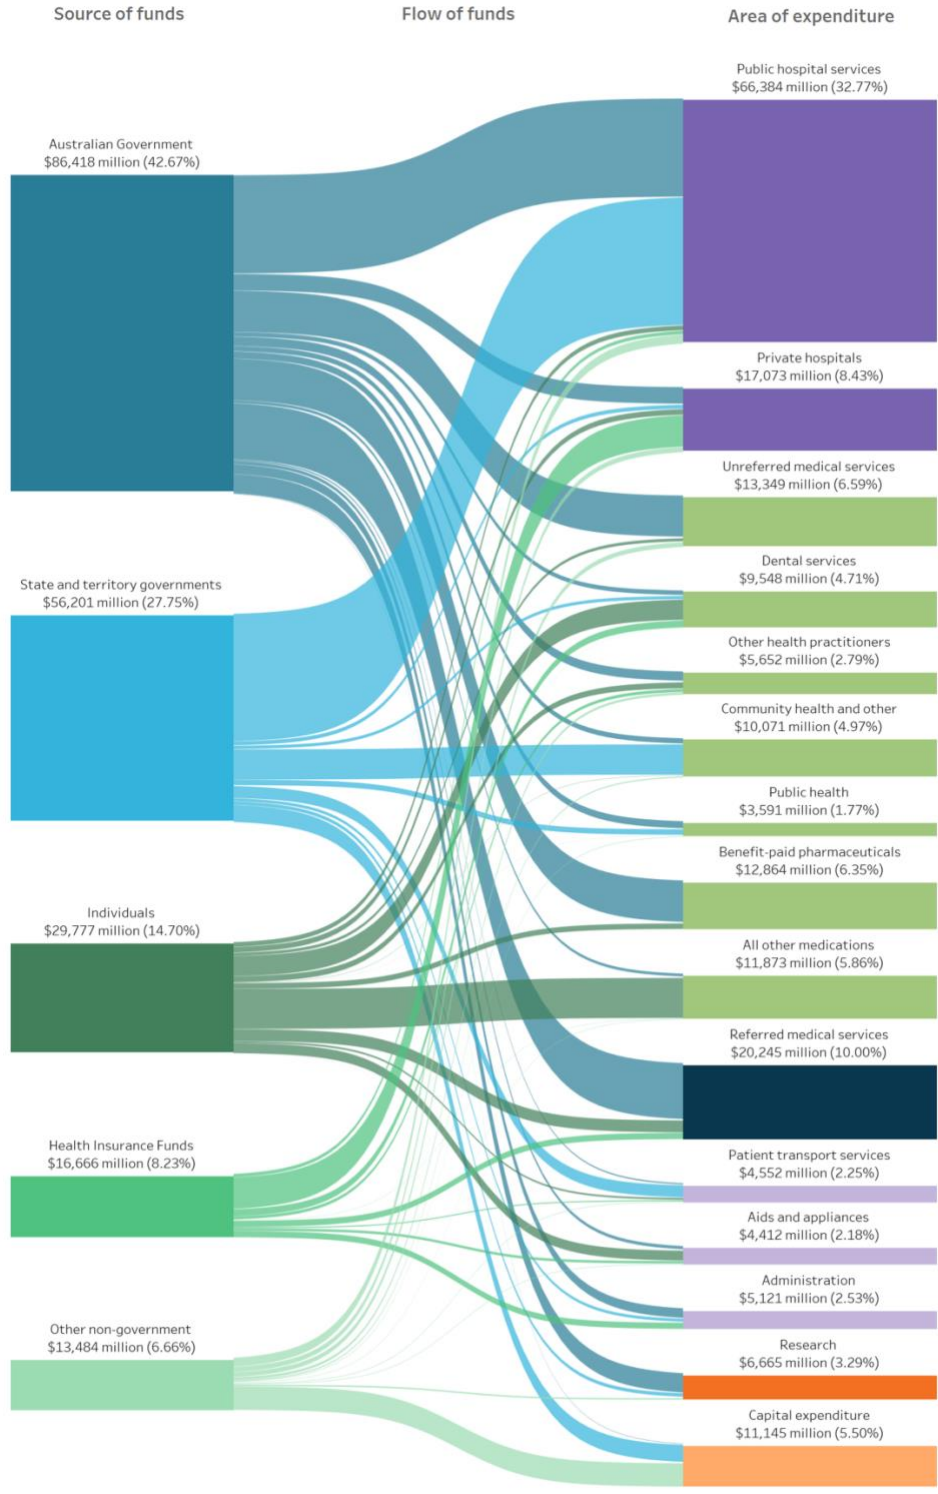 Source of funds
Flow of funds
Area of expenditure
Australian Government
$86,418 million (42.67%)
State and territory governments
$56,201 million (27.75%)
Individuals
$29,777 million (14.70%)
Health Insurance Funds
$16,666 million (8.23%)
Other non-government
$13,484 million (6.66%)
Public hospital services
$66,384 million (32.77%)
Private hospitals
$17,073 million (8.43%)
Unreferred medical services
$13,349 million (6.59%)
Dental services
$9,548 million (4.71%)
Other health practitioners
$5,652 million (2.79%)
Community health and other
$10,071 million (4.97%)
Public health
$3,591 million (1.77%)
Benefit-paid pharmaceuticals
$12,864 million (6.35%)
All other medications
$11,873 million (5.86%)
Referred medical services
$20,245 million (10.00%)
Patient transport services
$4,552 million (2.25%)
Aids and appliances
$4,412 million (2.18%)
Administration
$5,121 million (2.53%)
Research
$6,665 million (3.29%)
Capital expenditure
$11,145 million (5.50%)